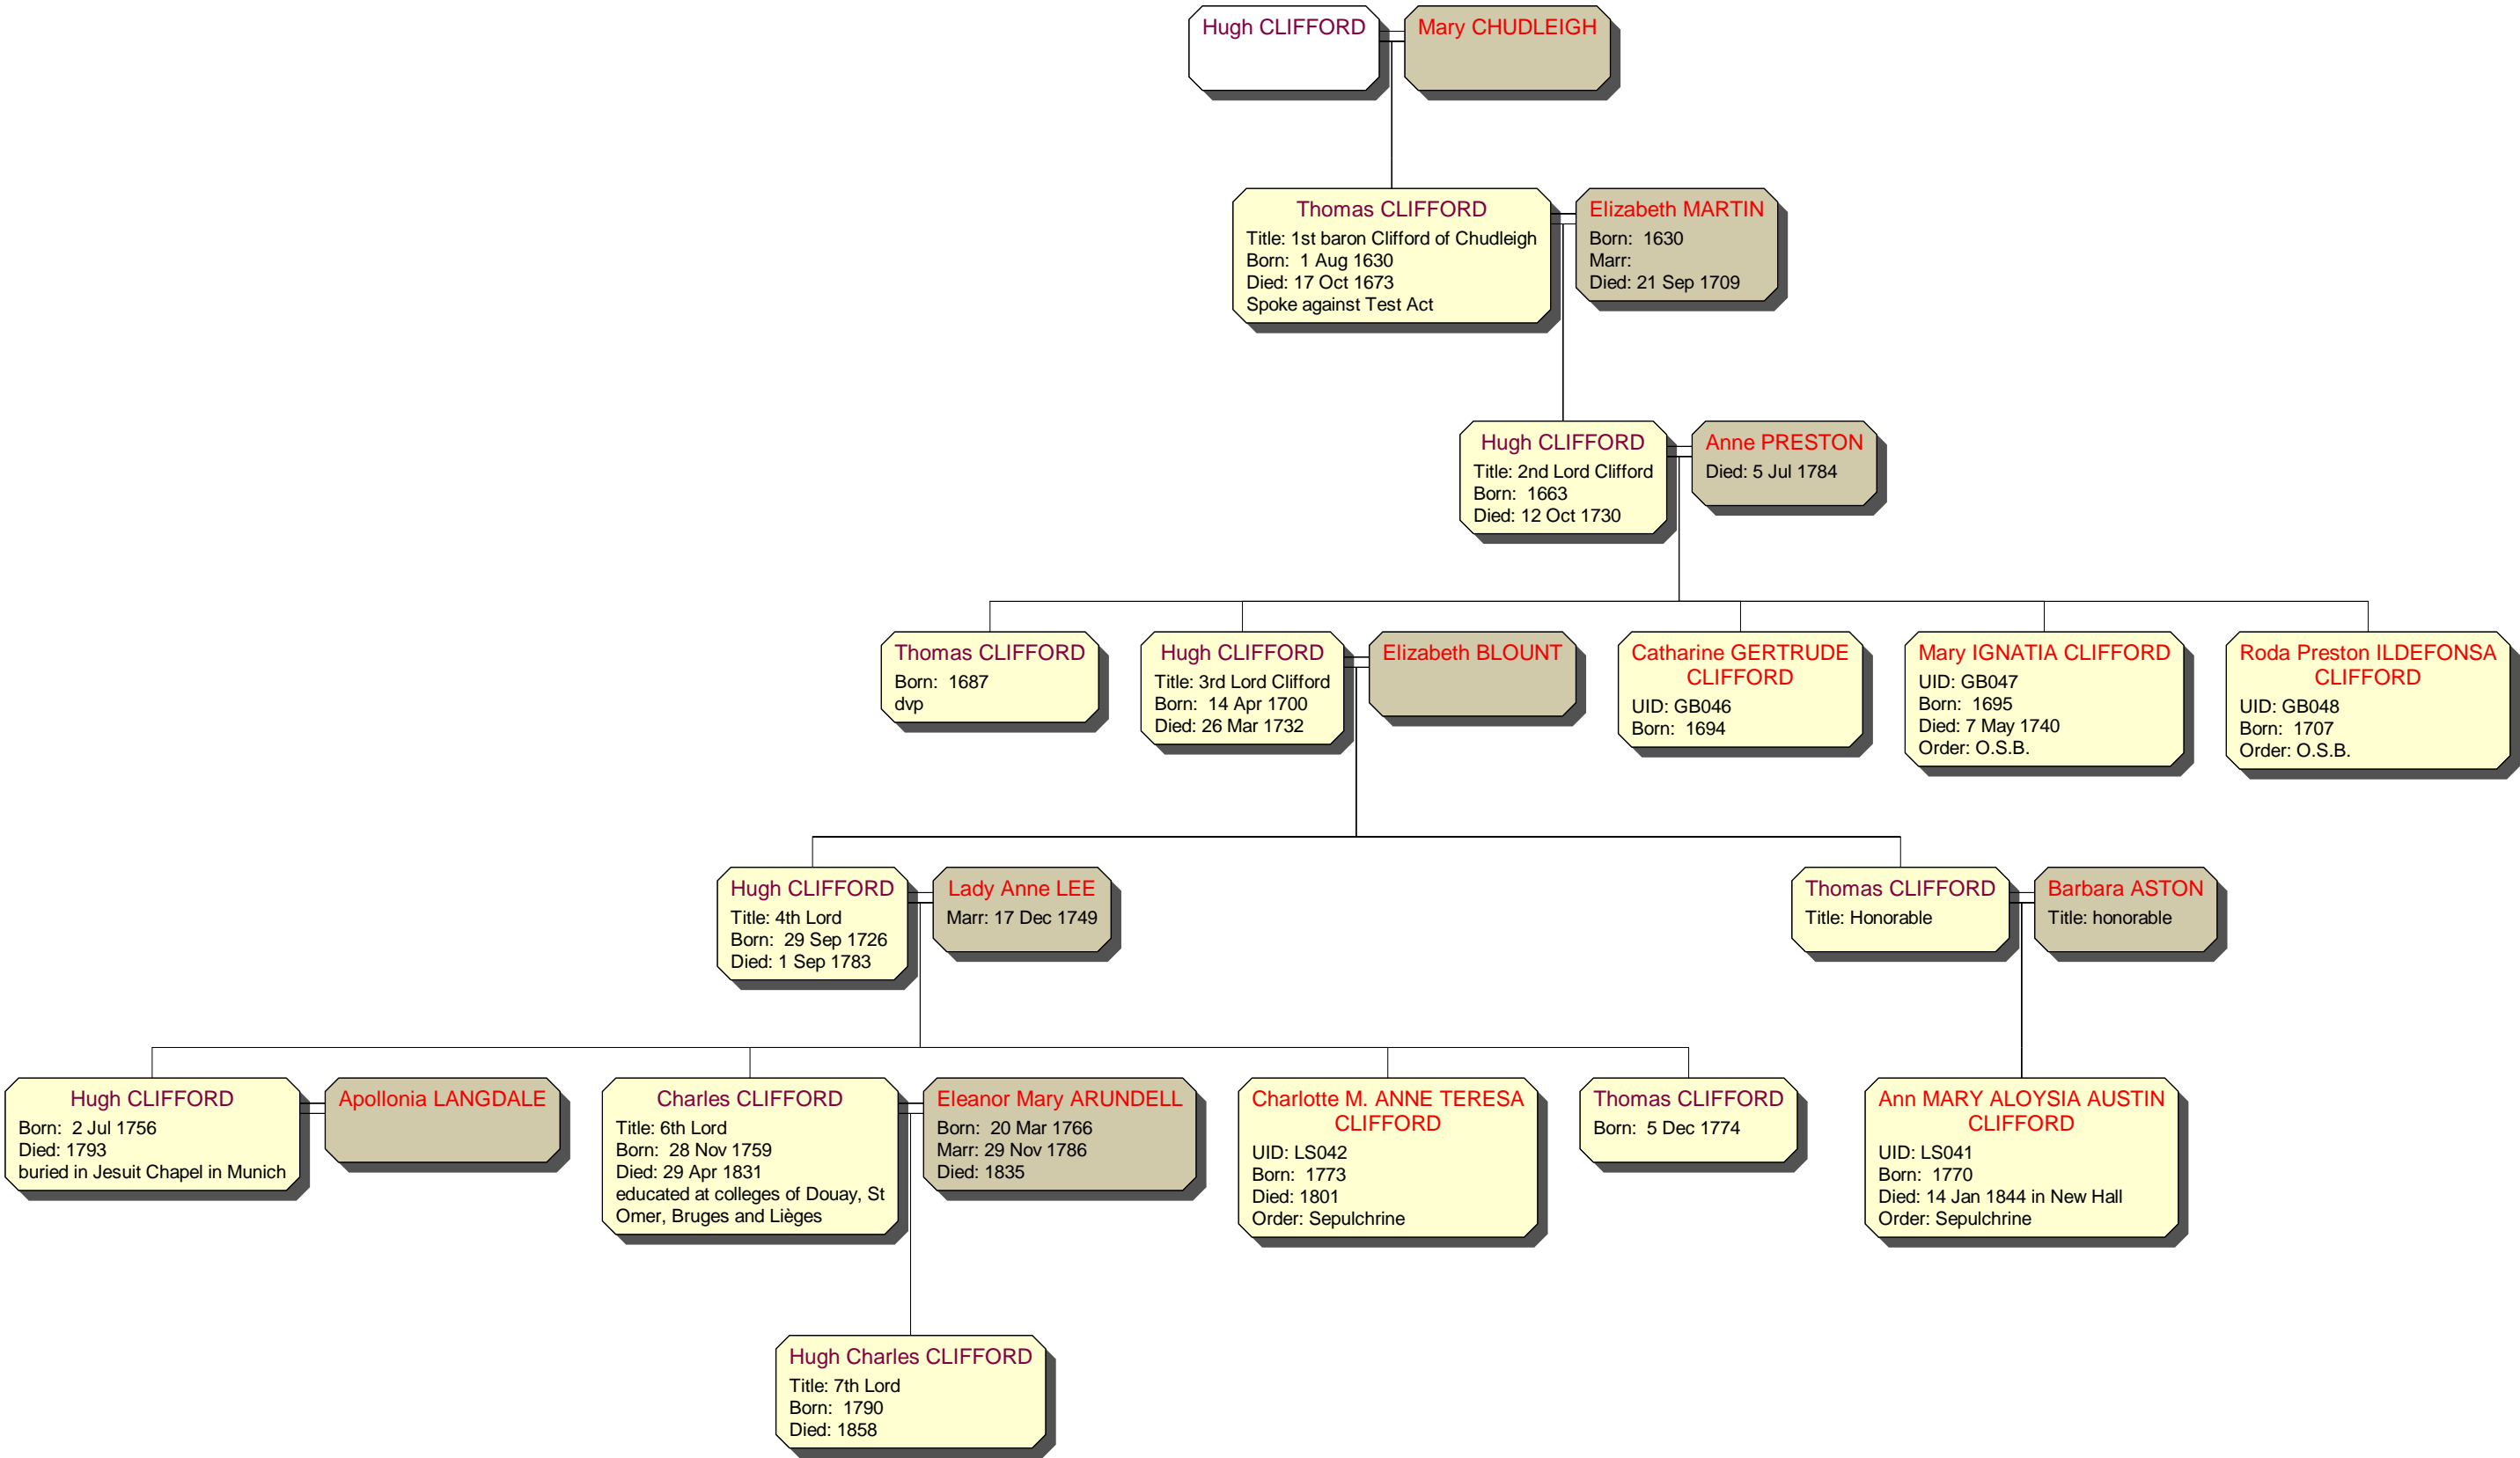 Hugh CLIFFORD
Mary CHUDLEIGH
Thomas CLIFFORD
Title: 1st baron Clifford of Chudleigh
Born: 1 Aug 1630
Died: 17 Oct 1673
Spoke against Test Act
Elizabeth MARTIN
Born: 1630
Marr:
Died: 21 Sep 1709
Hugh CLIFFORD
Title: 2nd Lord Clifford
Born: 1663
Died: 12 Oct 1730
Anne PRESTON
Died: 5 Jul 1784
Thomas CLIFFORD
Born: 1687
dvp
Hugh CLIFFORD
Title: 3rd Lord Clifford
Born: 14 Apr 1700
Died: 26 Mar 1732
Elizabeth BLOUNT
Catharine GERTRUDE
CLIFFORD
UID: GB046
Born: 1694
Mary IGNATIA CLIFFORD
UID: GB047
Born: 1695
Died: 7 May 1740
Order: O.S.B.
Roda Preston ILDEFONSA
CLIFFORD
UID: GB048
Born: 1707
Order: O.S.B.
Hugh CLIFFORD
Title: 4th Lord
Born: 29 Sep 1726
Died: 1 Sep 1783
Lady Anne LEE
Marr: 17 Dec 1749
Thomas CLIFFORD
Title: Honorable
Barbara ASTON
Title: honorable
Hugh CLIFFORD
Born: 2 Jul 1756
Died: 1793
buried in Jesuit Chapel in Munich
Apollonia LANGDALE
Charles CLIFFORD
Title: 6th Lord
Born: 28 Nov 1759
Died: 29 Apr 1831
educated at colleges of Douay, St
Omer, Bruges and Lièges
Eleanor Mary ARUNDELL
Born: 20 Mar 1766
Marr: 29 Nov 1786
Died: 1835
Charlotte M. ANNE TERESA
CLIFFORD
UID: LS042
Born: 1773
Died: 1801
Order: Sepulchrine
Thomas CLIFFORD
Born: 5 Dec 1774
Ann MARY ALOYSIA AUSTIN
CLIFFORD
UID: LS041
Born: 1770
Died: 14 Jan 1844 in New Hall
Order: Sepulchrine
Hugh Charles CLIFFORD
Title: 7th Lord
Born: 1790
Died: 1858